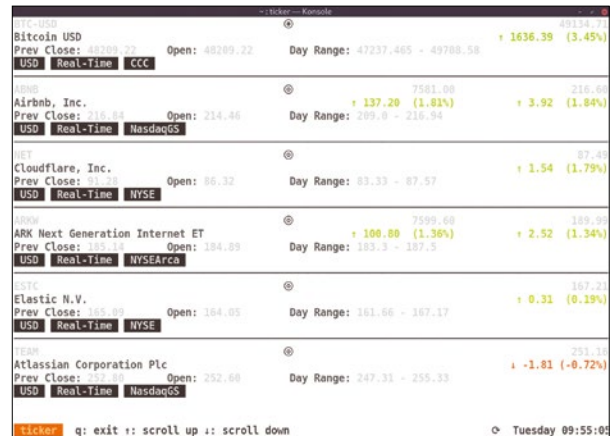 ~ : ticker — Konsole
BTC-USD 49134.71
Bitcoin USD ↑ 1636.39 (3.45%)
Prev Close: 48209.22 Open: 48209.22 Day Range: 47237.465 - 49788.58
USD Real-Time CCC
ABNB 7581.00 216.60
Airbnb, Inc. ↑ 137.20 (1.81%) ↑ 3.92 (1.84%)
Prev Close: 216.84 Open: 214.46 Day Range: 209.0 - 216.94
USD Real-Time NasdaqGS
NET 87.49
Cloudflare, Inc. ↑ 1.54 (1.79%)
Prev Close: 91.28 Open: 86.32 Day Range: 83.33 - 87.57
USD Real-Time NYSE
ARKW 7599.60 189.99
ARK Next Generation Internet ET ↑ 100.80 (1.36%) ↑ 2.52 (1.34%)
Prev Close: 185.14 Open: 184.89 Day Range: 183.3 - 187.5
USD Real-Time NYSEArca
ESTC 167.21
Elastic N.V. ↑ 0.31 (0.19%)
Prev Close: 165.09 Open: 164.05 Day Range: 161.66 - 167.17
USD Real-Time NYSE
TEAM 251.18
Atlassian Corporation Plc ↓ -1.81 (-0.72%)
Prev Close: 252.80 Open: 252.60 Day Range: 247.31 - 255.33
USD Real-Time NasdaqGS
ticker q: exit ↑: scroll up ↓: scroll down ⟳ Tuesday 09:55:05